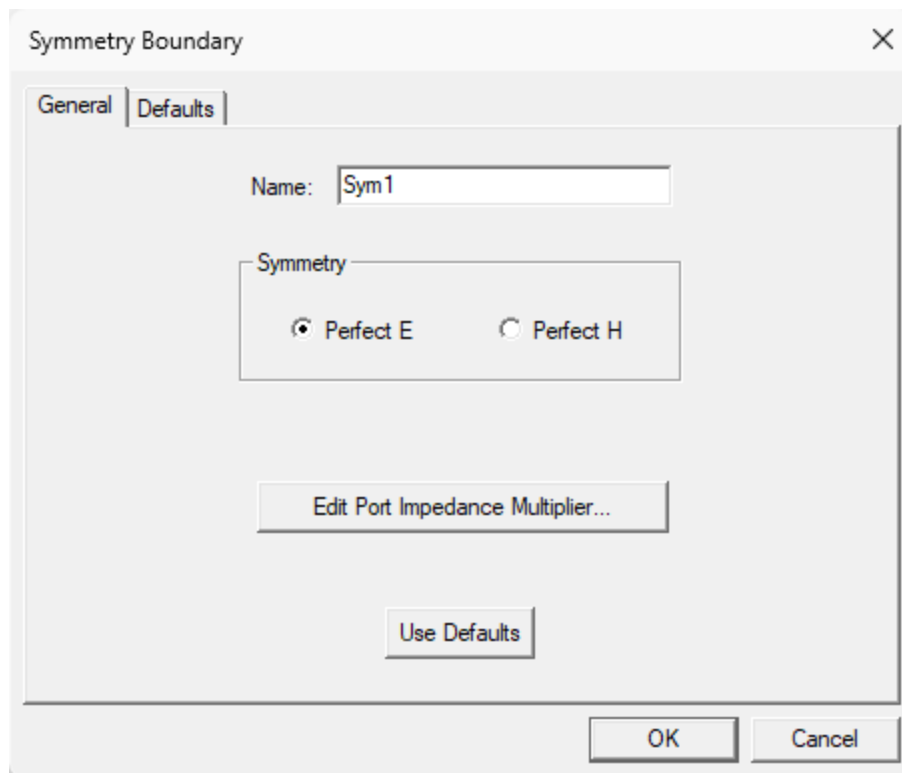 Symmetry Boundary
General Defaults
Name: Sym1
Symmetry
Perfect E Perfect H
Edit Port Impedance Multiplier...
Use Defaults
OK Cancel